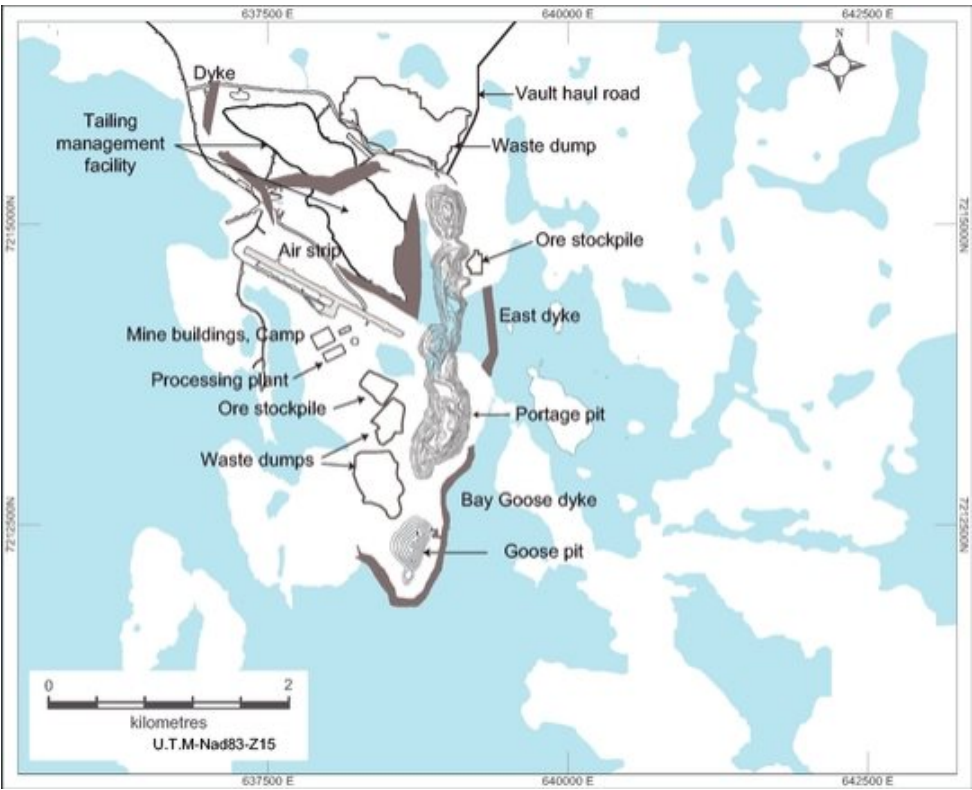 637500 E
640000 E
642500 E
N
Dyke
Vault haul road
Tailing
management
facility
Waste dump
7215000N
7215000N
Ore stockpile
Air strip
East dyke
Mine buildings, Camp
Processing plant
Ore stockpile
Portage pit
Waste dumps
Bay Goose dyke
7212500N
7212500N
Goose pit
0
2
kilometres
U.T.M-Nad83-Z15
637500 E
640000 E
642500 E